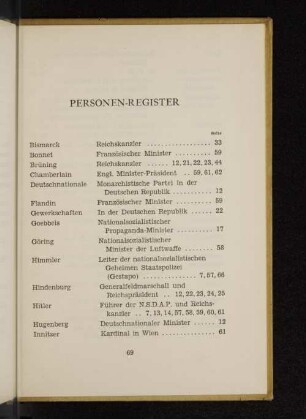 PERSONEN-REGISTER
Seite
Bismarck Reichskanzler .................. 33
Bonnet Französischer Minister .......... 59
Brüning Reichskanzler ...... 12, 21, 22, 23, 44
Chamberlain Engl. Minister-Präsident .. 59, 61, 62
Deutschnationale Monarchistische Partei in der
Deutschen Republik ........... 12
Flandin Französischer Minister .......... 59
Gewerkschaften In der Deutschen Republik ...... 22
Goebbels Nationalsozialistischer
Propaganda-Minister .......... 17
Göring Nationalsozialistischer
Minister der Luftwaffe ........ 58
Himmler Leiter der nationalsozialistischen
Geheimen Staatspolizei
(Gestapo) .............. 7, 57, 66
Hindenburg Generalfeldmarschall und
Reichspräsident .. 12, 22, 23, 24, 25
Hitler Führer der N.S.D.A.P. und Reichs-
kanzler .. 7, 13, 14, 57, 58, 59, 60, 61
Hugenberg Deutschnationaler Minister ....... 12
Innitzer Kardinal in Wien ............... 61
69